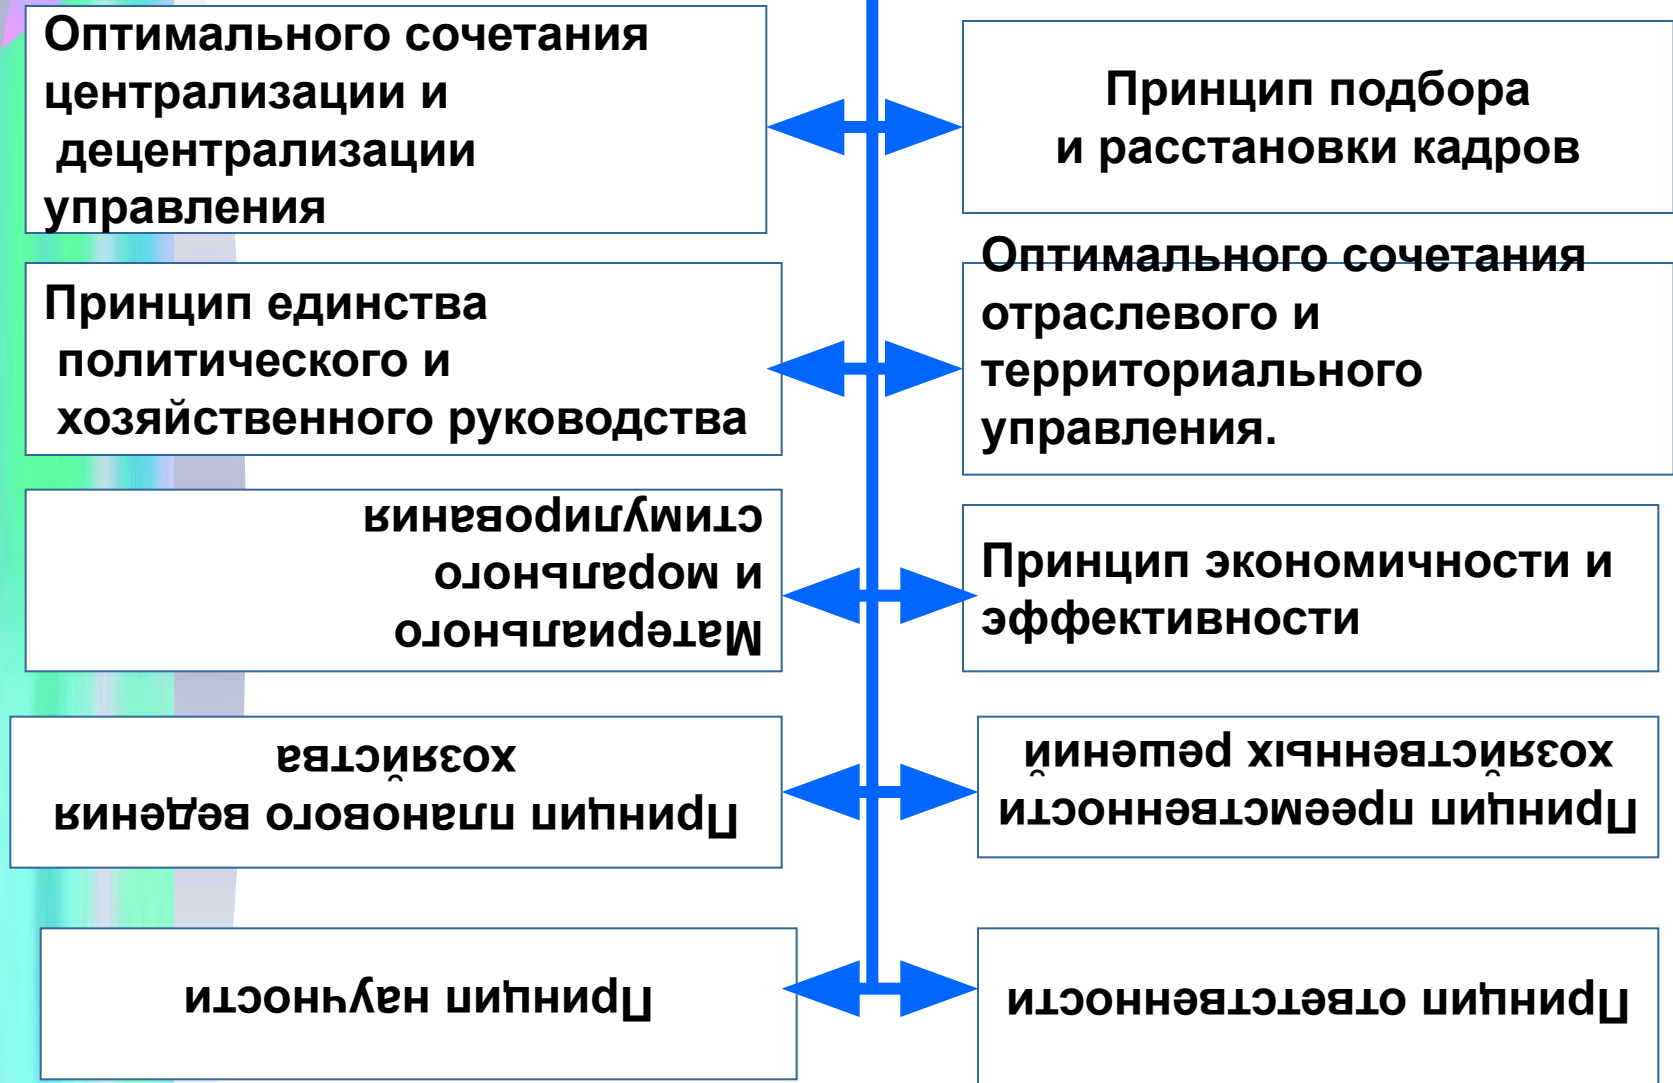 Оптимального сочетания
централизации и
децентрализации
управления
Принцип подбора
и расстановки кадров
Принцип единства
политического и
хозяйственного руководства
Оптимального сочетания
отраслевого и
территориального
управления.
Материального
и морального
стимулирования
Принцип экономичности и
эффективности
Принцип планового ведения
хозяйства
Принцип преемственности
хозяйственных решений
Принцип научности
Принцип ответственности